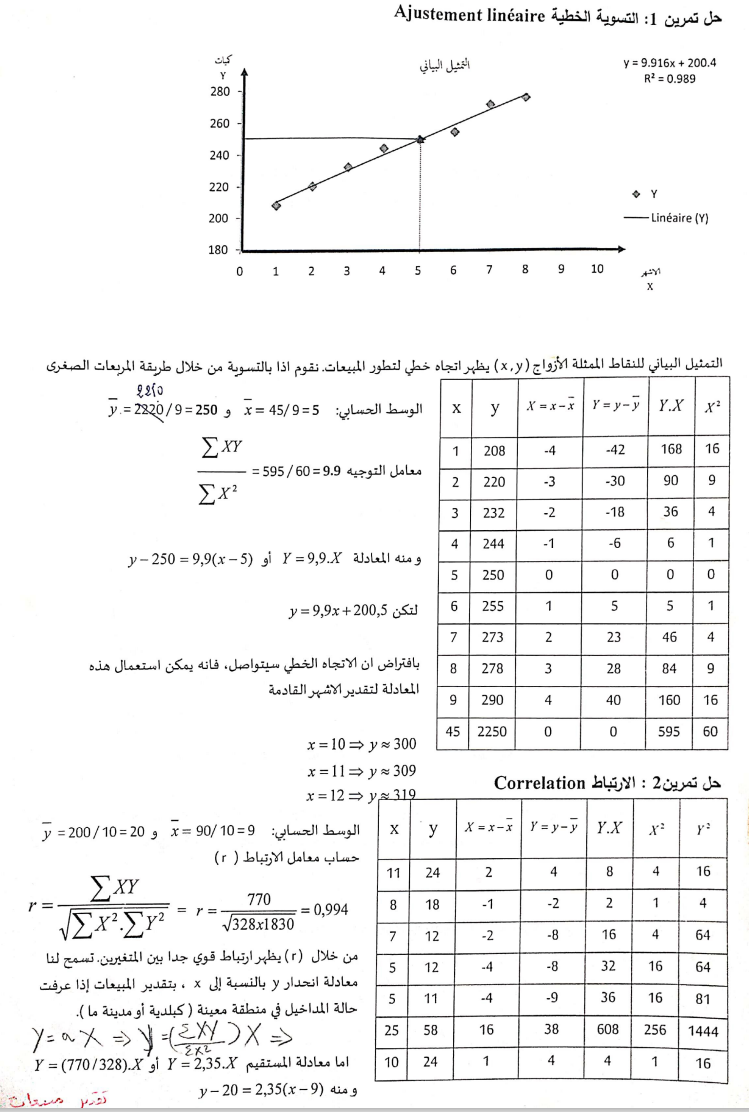 حل تمرين 1: التسوية الخطية Ajustement linéaire
كميات
Y
التمثيل البياني
y = 9.916x + 200.4
R² = 0.989
280
260
240
220
200
180
0 1 2 3 4 5 6 7 8 9 10
الاشهر
X
Y
Linéaire (Y)
التمثيل البياني للنقاط الممثلة الأزواج (x, y) يظهر اتجاه خطي لتطور المبيعات. نقوم اذا بالتسوية من خلال طريقة المربعات الصغرى
2250
الوسط الحسابي: x̄ = 45/9 = 5 و ȳ = 2220/9 = 250
معامل التوجيه ∑XY / ∑X² = 595/60 = 9.9
و منه المعادلة Y = 9,9.X أو y − 250 = 9,9(x − 5)
لتكن y = 9,9x + 200,5
بافتراض ان الاتجاه الخطي سيتواصل، فانه يمكن استعمال هذه
المعادلة لتقدير الاشهر القادمة
x = 10 ⇒ y ≈ 300
x = 11 ⇒ y ≈ 309
x = 12 ⇒ y ≈ 319
x y X = x − x̄ Y = y − ȳ Y.X X²
1 208 -4 -42 168 16
2 220 -3 -30 90 9
3 232 -2 -18 36 4
4 244 -1 -6 6 1
5 250 0 0 0 0
6 255 1 5 5 1
7 273 2 23 46 4
8 278 3 28 84 9
9 290 4 40 160 16
45 2250 0 0 595 60
حل تمرين2 : الارتباط Correlation
الوسط الحسابي: x̄ = 90/10 = 9 و ȳ = 200/10 = 20
حساب معامل الارتباط ( r )
r = ∑XY / √∑X².∑Y² = r = 770 / √328x1830 = 0,994
من خلال (r) يظهر ارتباط قوي جدا بين المتغيرين. تسمح لنا
معادلة انحدار y بالنسبة إلى x ، بتقدير المبيعات إذا عرفت
حالة المداخيل في منطقة معينة ( كبلدية أو مدينة ما ).
Y = a X ⇒ Y = (∑XY / ∑X²) X ⇒
اما معادلة المستقيم Y = 2,35.X أو Y = (770/328).X
و منه y − 20 = 2,35(x − 9)
x y X = x − x̄ Y = y − ȳ Y.X X² Y²
11 24 2 4 8 4 16
8 18 -1 -2 2 1 4
7 12 -2 -8 16 4 64
5 12 -4 -8 32 16 64
5 11 -4 -9 36 16 81
25 58 16 38 608 256 1444
10 24 1 4 4 1 16